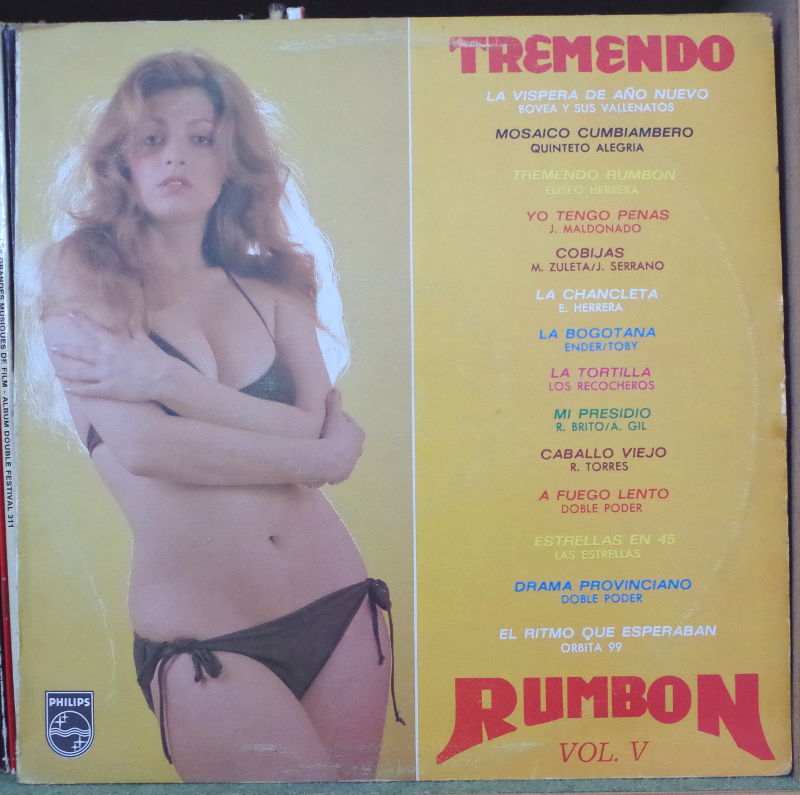 TREMENDO
LA VISPERA DE AÑO NUEVO
BOVEA Y SUS VALLENATOS
MOSAICO CUMBIAMBERO
QUINTETO ALEGRIA
TREMENDO RUMBON
ELISEO HERRERA
YO TENGO PENAS
J. MALDONADO
COBIJAS
M. ZULETA/J. SERRANO
LA CHANCLETA
E. HERRERA
LA BOGOTANA
ENDER/TOBY
LA TORTILLA
LOS RECOCHEROS
MI PRESIDIO
R. BRITO/A. GIL
CABALLO VIEJO
R. TORRES
A FUEGO LENTO
DOBLE PODER
ESTRELLAS EN 45
LAS ESTRELLAS
DRAMA PROVINCIANO
DOBLE PODER
EL RITMO QUE ESPERABAN
ORBITA 99
RUMBON
VOL. V
PHILIPS
GRANDES MUSIQUES DE FILM - ALBUM DOUBLE FESTIVAL 311